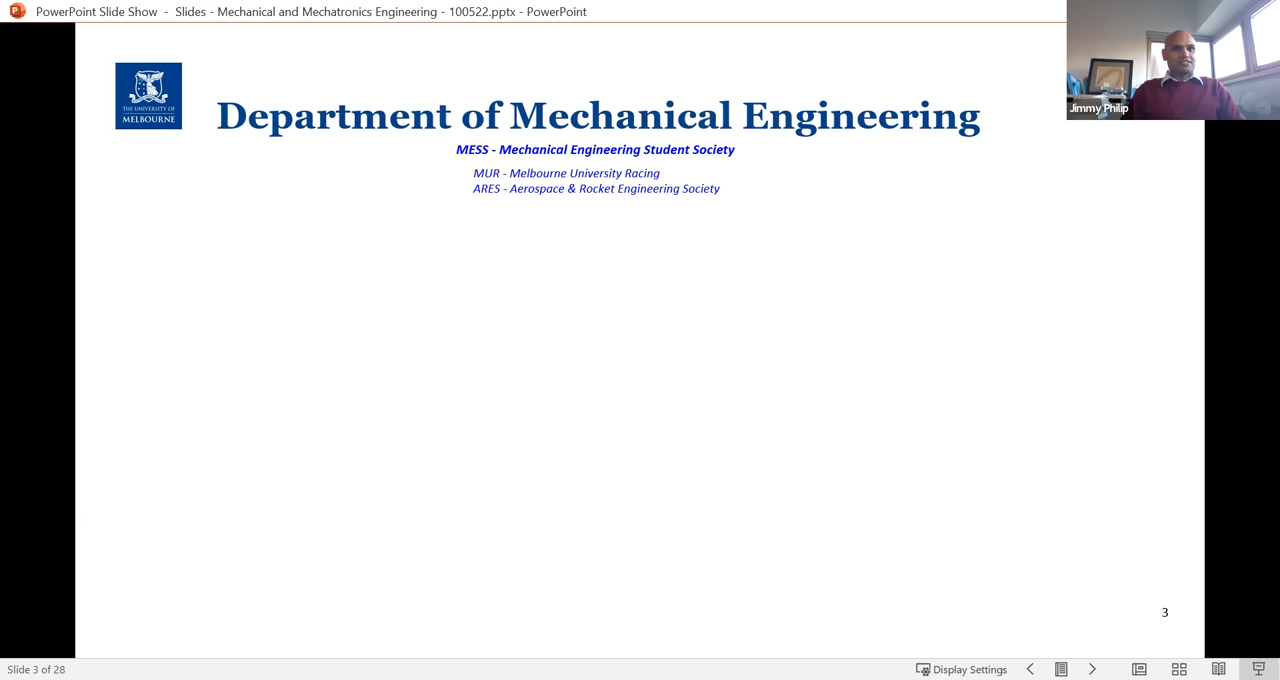 PowerPoint Slide Show - Slides - Mechanical and Mechatronics Engineering - 100522.pptx - PowerPoint
Jimmy Philip
THE UNIVERSITY OF
MELBOURNE
Department of Mechanical Engineering
MESS - Mechanical Engineering Student Society
MUR - Melbourne University Racing
ARES - Aerospace & Rocket Engineering Society
3
Slide 3 of 28
Display Settings